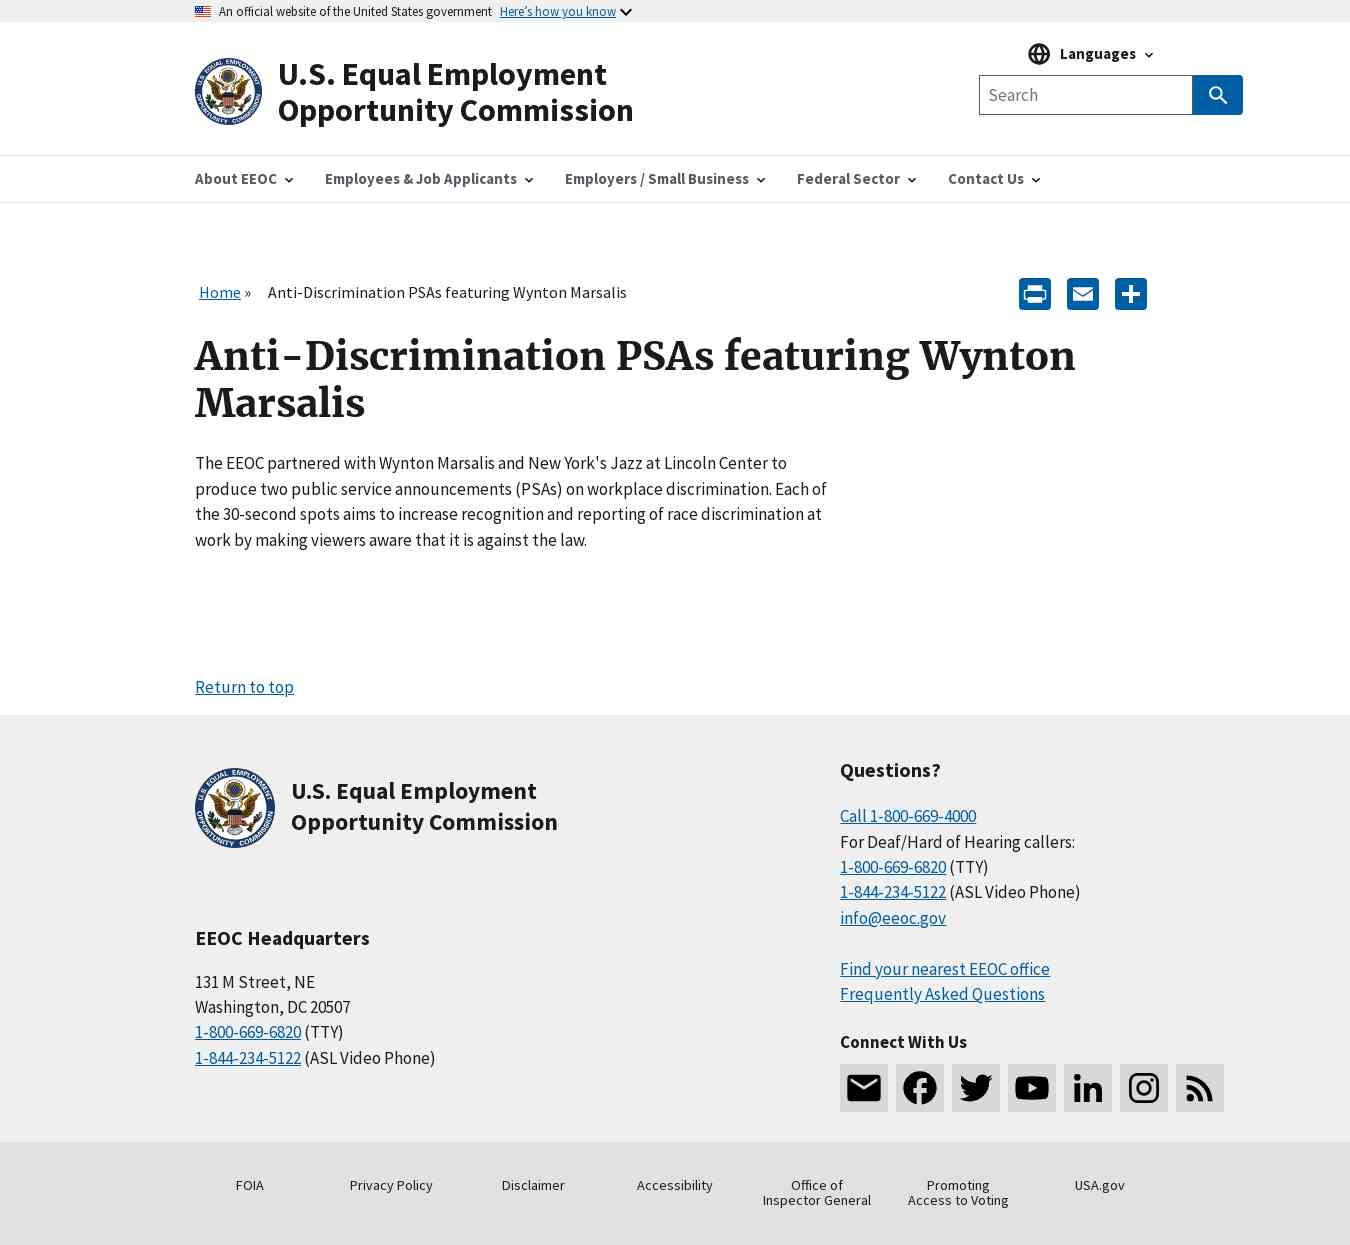 An official website of the United States government Here's how you know
U.S. Equal Employment
Opportunity Commission
Languages
Search
About EEOC
Employees & Job Applicants
Employers / Small Business
Federal Sector
Contact Us
Home » Anti-Discrimination PSAs featuring Wynton Marsalis
Anti-Discrimination PSAs featuring Wynton
Marsalis
The EEOC partnered with Wynton Marsalis and New York's Jazz at Lincoln Center to
produce two public service announcements (PSAs) on workplace discrimination. Each of
the 30-second spots aims to increase recognition and reporting of race discrimination at
work by making viewers aware that it is against the law.
Return to top
U.S. EQUAL EMPLOYMENT OPPORTUNITY COMMISSION
U.S. Equal Employment
Opportunity Commission
EEOC Headquarters
131 M Street, NE
Washington, DC 20507
1-800-669-6820 (TTY)
1-844-234-5122 (ASL Video Phone)
Questions?
Call 1-800-669-4000
For Deaf/Hard of Hearing callers:
1-800-669-6820 (TTY)
1-844-234-5122 (ASL Video Phone)
info@eeoc.gov
Find your nearest EEOC office
Frequently Asked Questions
Connect With Us
FOIA
Privacy Policy
Disclaimer
Accessibility
Office of
Inspector General
Promoting
Access to Voting
USA.gov